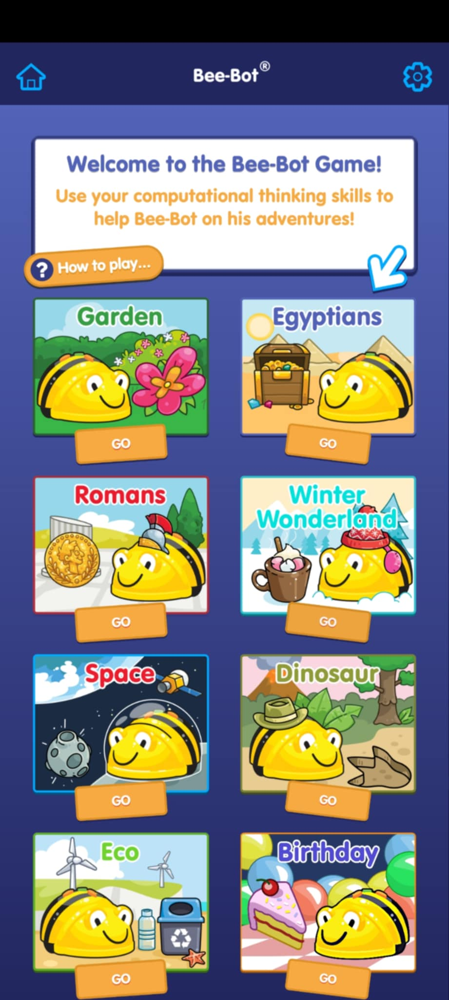 Bee-Bot®
Welcome to the Bee-Bot Game!
Use your computational thinking skills to
help Bee-Bot on his adventures!
? How to play...
Garden
GO
Egyptians
GO
Romans
GO
Winter
Wonderland
GO
Space
GO
Dinosaur
GO
Eco
GO
Birthday
GO